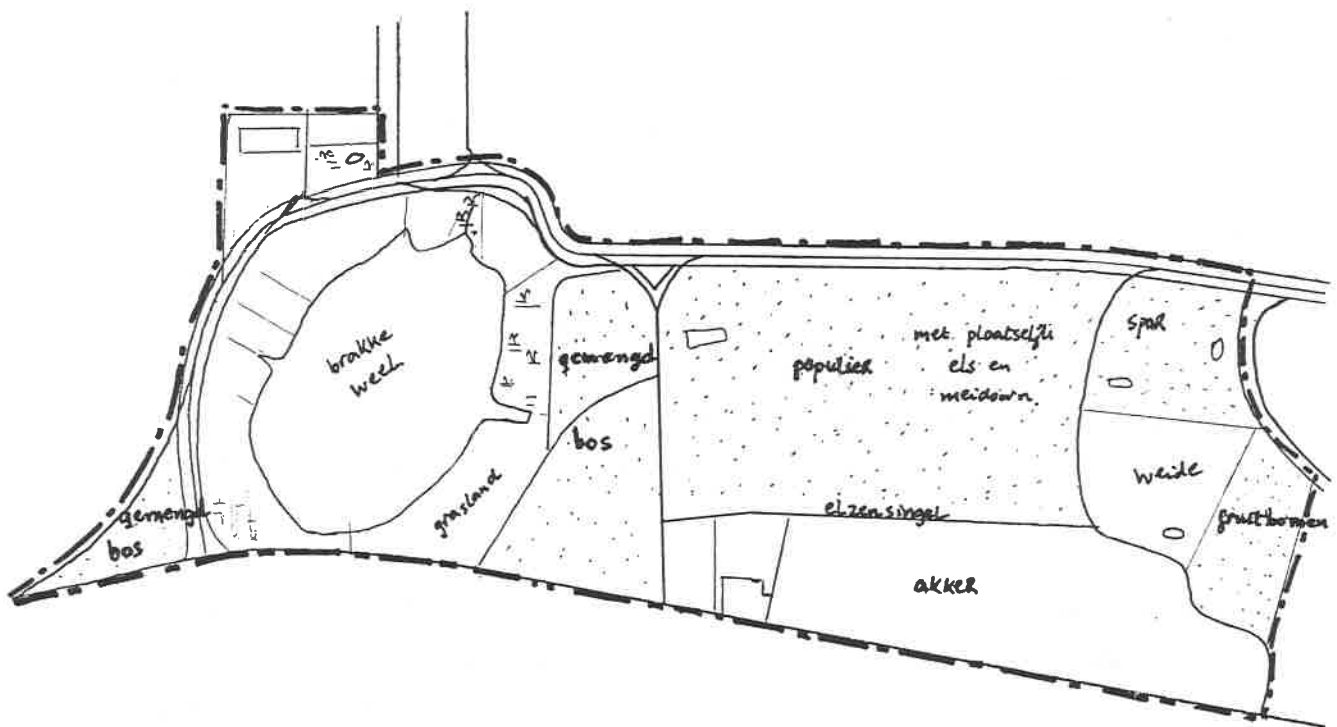 brakke
weel
gemengd
bos
populier
met plaatselijk
els en
meidoorn.
spar
weide
fruitbomen
elzensingel
grasland
akker
gemengd
bos